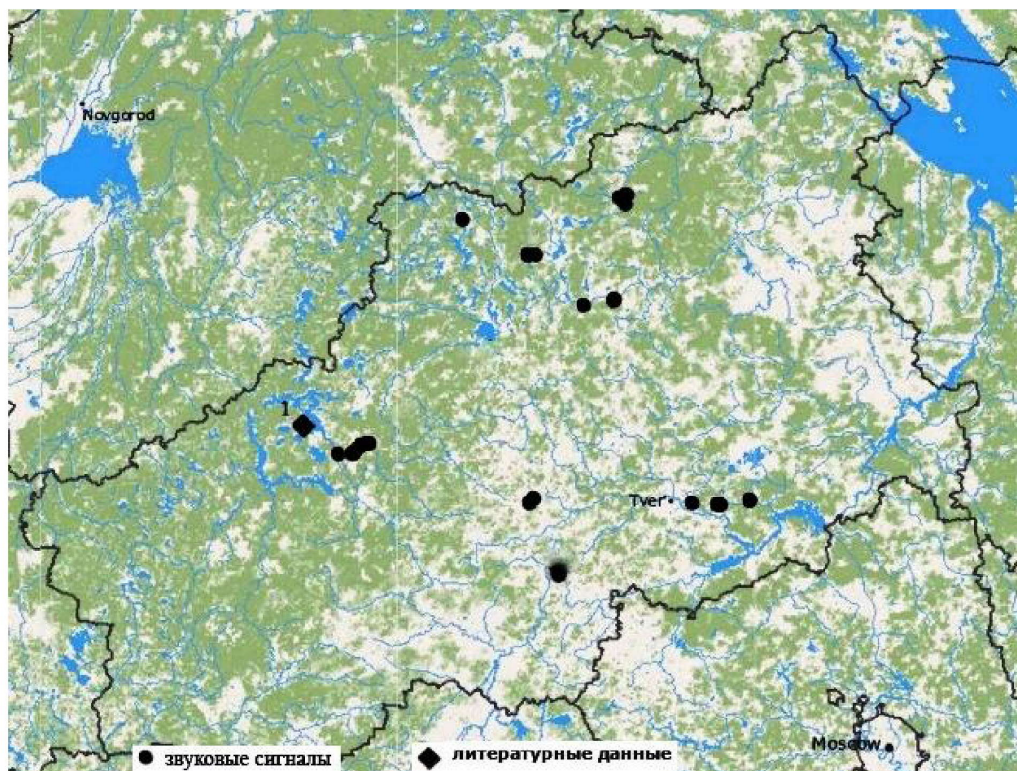 Novgorod
1
Tver
Moscow
звуковые сигналы
литературные данные